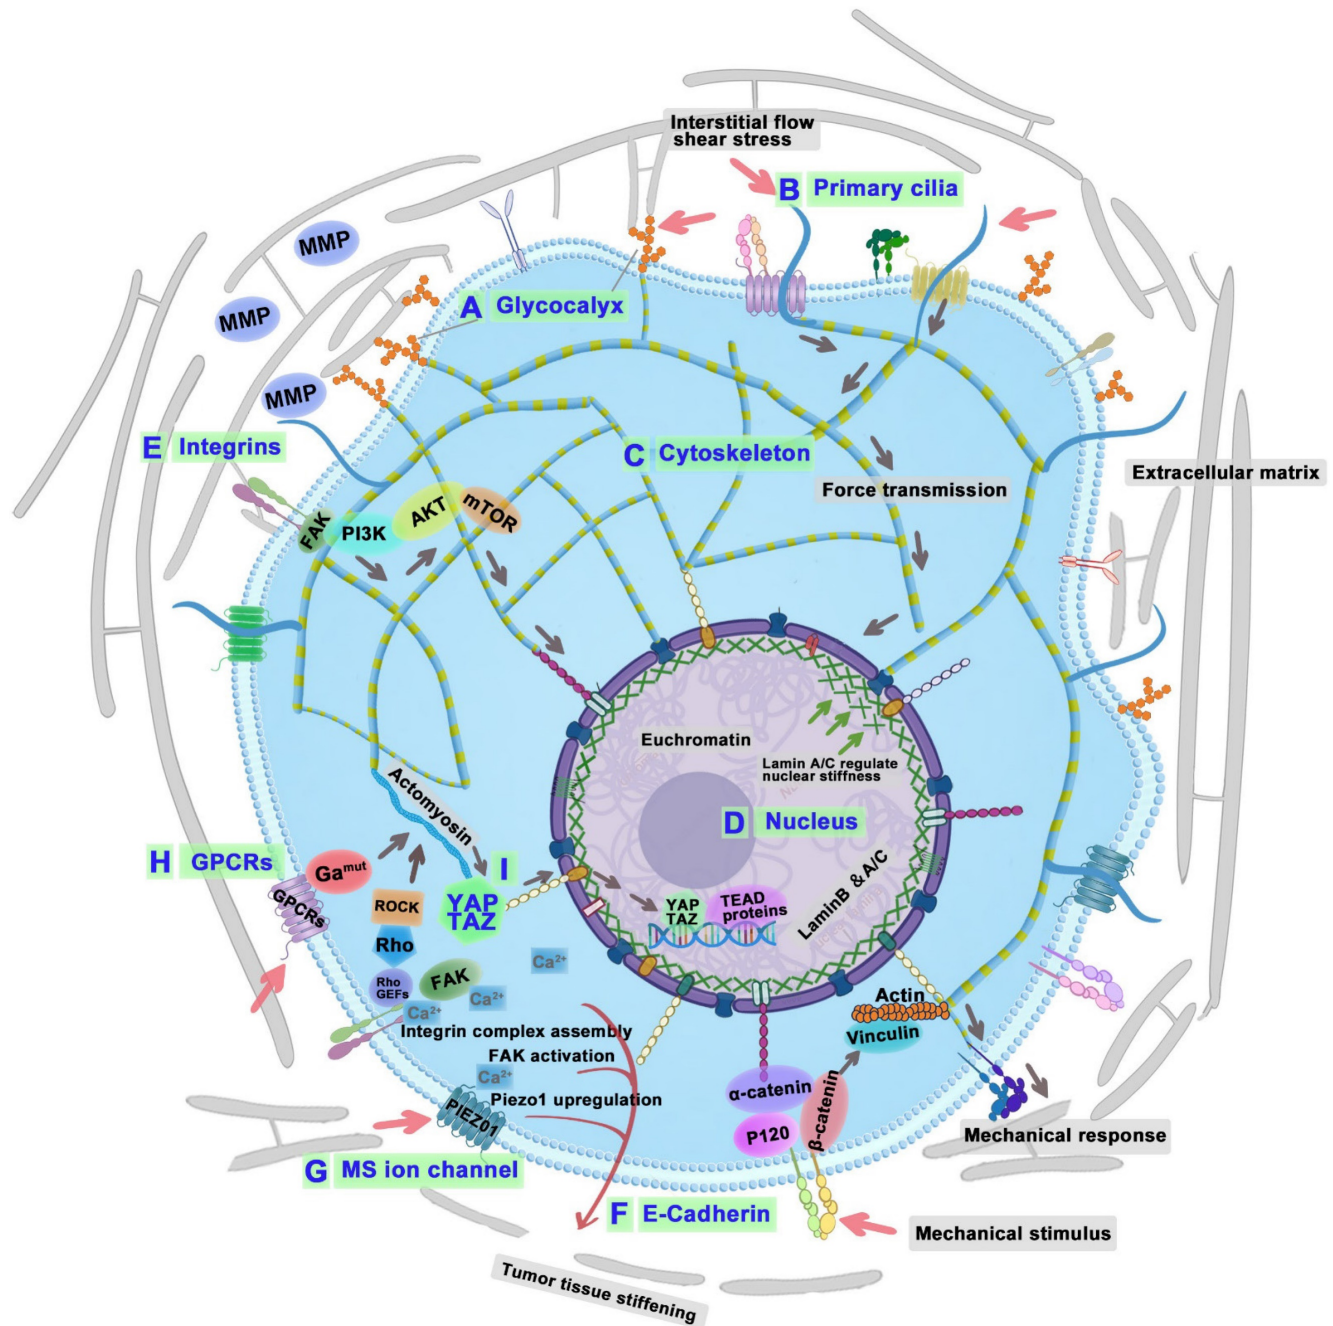 Interstitial flow
shear stress
B Primary cilia
MMP
MMP
MMP
A Glycocalyx
E Integrins
C Cytoskeleton
Extracellular matrix
Force transmission
FAK
PI3K
AKT
mTOR
Euchromatin
Lamin A/C regulate
nuclear stiffness
D Nucleus
LaminB & A/C
Actomyosin
H GPCRs
Ga^mut
GPCRs
ROCK
I
YAP
TAZ
YAP
TAZ
TEAD
proteins
Rho
Rho
GEFs
FAK
Ca²⁺
Ca²⁺
Ca²⁺
Integrin complex assembly
FAK activation
Ca²⁺
Piezo1 upregulation
PIEZ01
G MS ion channel
Actin
Vinculin
α-catenin
β-catenin
P120
Mechanical response
F E-Cadherin
Mechanical stimulus
Tumor tissue stiffening